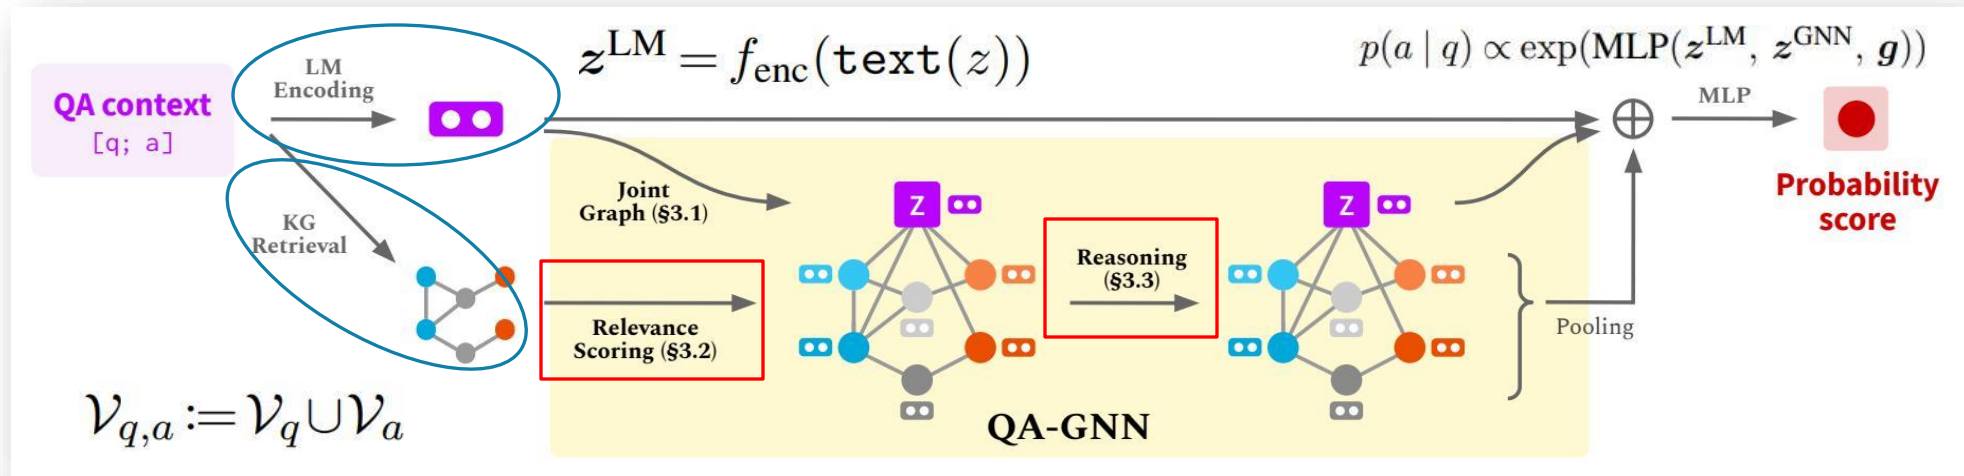 z^LM = f_enc(text(z))
p(a | q) ∝ exp(MLP(z^LM, z^GNN, g))
QA context
[q; a]
LM
Encoding
MLP
KG
Retrieval
Joint
Graph (§3.1)
Z
Z
Probability
score
Reasoning
(§3.3)
Relevance
Scoring (§3.2)
Pooling
𝒱_q,a := 𝒱_q ∪ 𝒱_a
QA-GNN